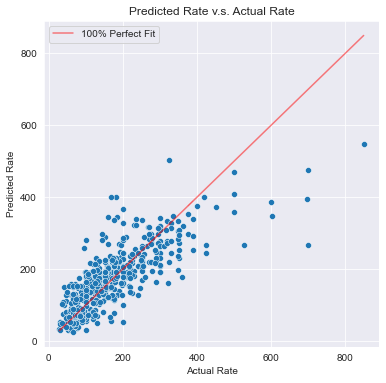 Predicted Rate v.s. Actual Rate
100% Perfect Fit
800
600
400
200
0
Predicted Rate
0 200 400 600 800
Actual Rate